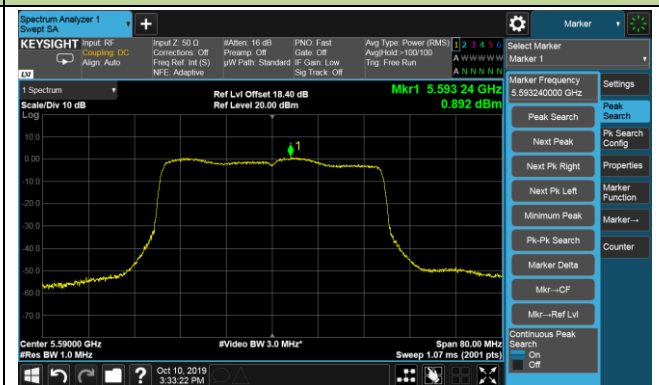 Spectrum Analyzer 1
Swept SA
+
Marker
KEYSIGHT
Input: RF
Coupling: DC
Align: Auto
Input Z: 50 Ω
Corrections: Off
Freq Ref: Int (S)
NFE: Adaptive
#Atten: 16 dB
Preamp: Off
µW Path: Standard
PNO: Fast
Gate: Off
IF Gain: Low
Sig Track: Off
Avg Type: Power (RMS)
Avg|Hold:>100/100
Trig: Free Run
1 2 3 4 5 6
A W W W W W
A N N N N N
LXI
Select Marker
Marker 1
1 Spectrum
Scale/Div 10 dB
Log
Ref Lvl Offset 18.40 dB
Ref Level 20.00 dBm
Mkr1 5.593 24 GHz
0.892 dBm
10.0
0.00
-10.0
-20.0
-30.0
-40.0
-50.0
-60.0
-70.0
1
Center 5.59000 GHz
#Res BW 1.0 MHz
#Video BW 3.0 MHz*
Span 80.00 MHz
Sweep 1.07 ms (2001 pts)
Marker Frequency
5.593240000 GHz
Peak Search
Next Peak
Next Pk Right
Next Pk Left
Minimum Peak
Pk-Pk Search
Marker Delta
Mkr→CF
Mkr→Ref Lvl
Continuous Peak
Search
On
Off
Settings
Peak
Search
Pk Search
Config
Properties
Marker
Function
Marker→
Counter
?
Oct 10, 2019
3:33:22 PM